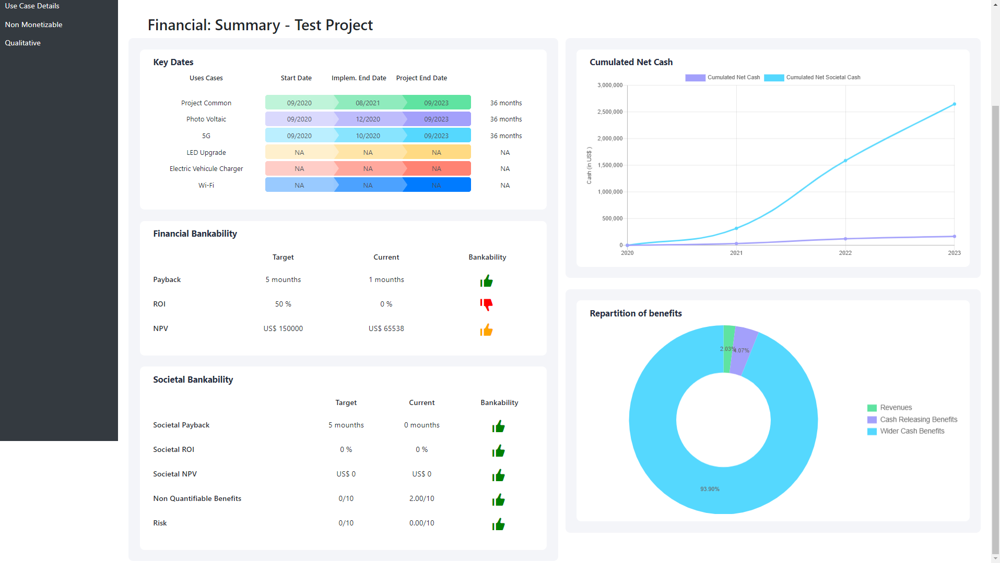 Use Case Details
Non Monetizable
Qualitative
Financial: Summary - Test Project
Key Dates
Uses Cases Start Date Implem. End Date Project End Date
Project Common 09/2020 08/2021 09/2023 36 months
Photo Voltaic 09/2020 12/2020 09/2023 36 months
5G 09/2020 10/2020 09/2023 36 months
LED Upgrade NA NA NA NA
Electric Vehicule Charger NA NA NA NA
Wi-Fi NA NA NA NA
Financial Bankability
Target Current Bankability
Payback 5 mounths 1 mounths
ROI 50 % 0 %
NPV US$ 150000 US$ 65538
Societal Bankability
Target Current Bankability
Societal Payback 5 mounths 0 mounths
Societal ROI 0 % 0 %
Societal NPV US$ 0 US$ 0
Non Quantifiable Benefits 0/10 2.00/10
Risk 0/10 0.00/10
Cumulated Net Cash
Cumulated Net Cash Cumulated Net Societal Cash
3,000,000
2,500,000
2,000,000
1,500,000
1,000,000
500,000
0
Cash (in US$ )
2020 2021 2022 2023
Repartition of benefits
2.03% 4.07%
93.90%
Revenues
Cash Releasing Benefits
Wider Cash Benefits